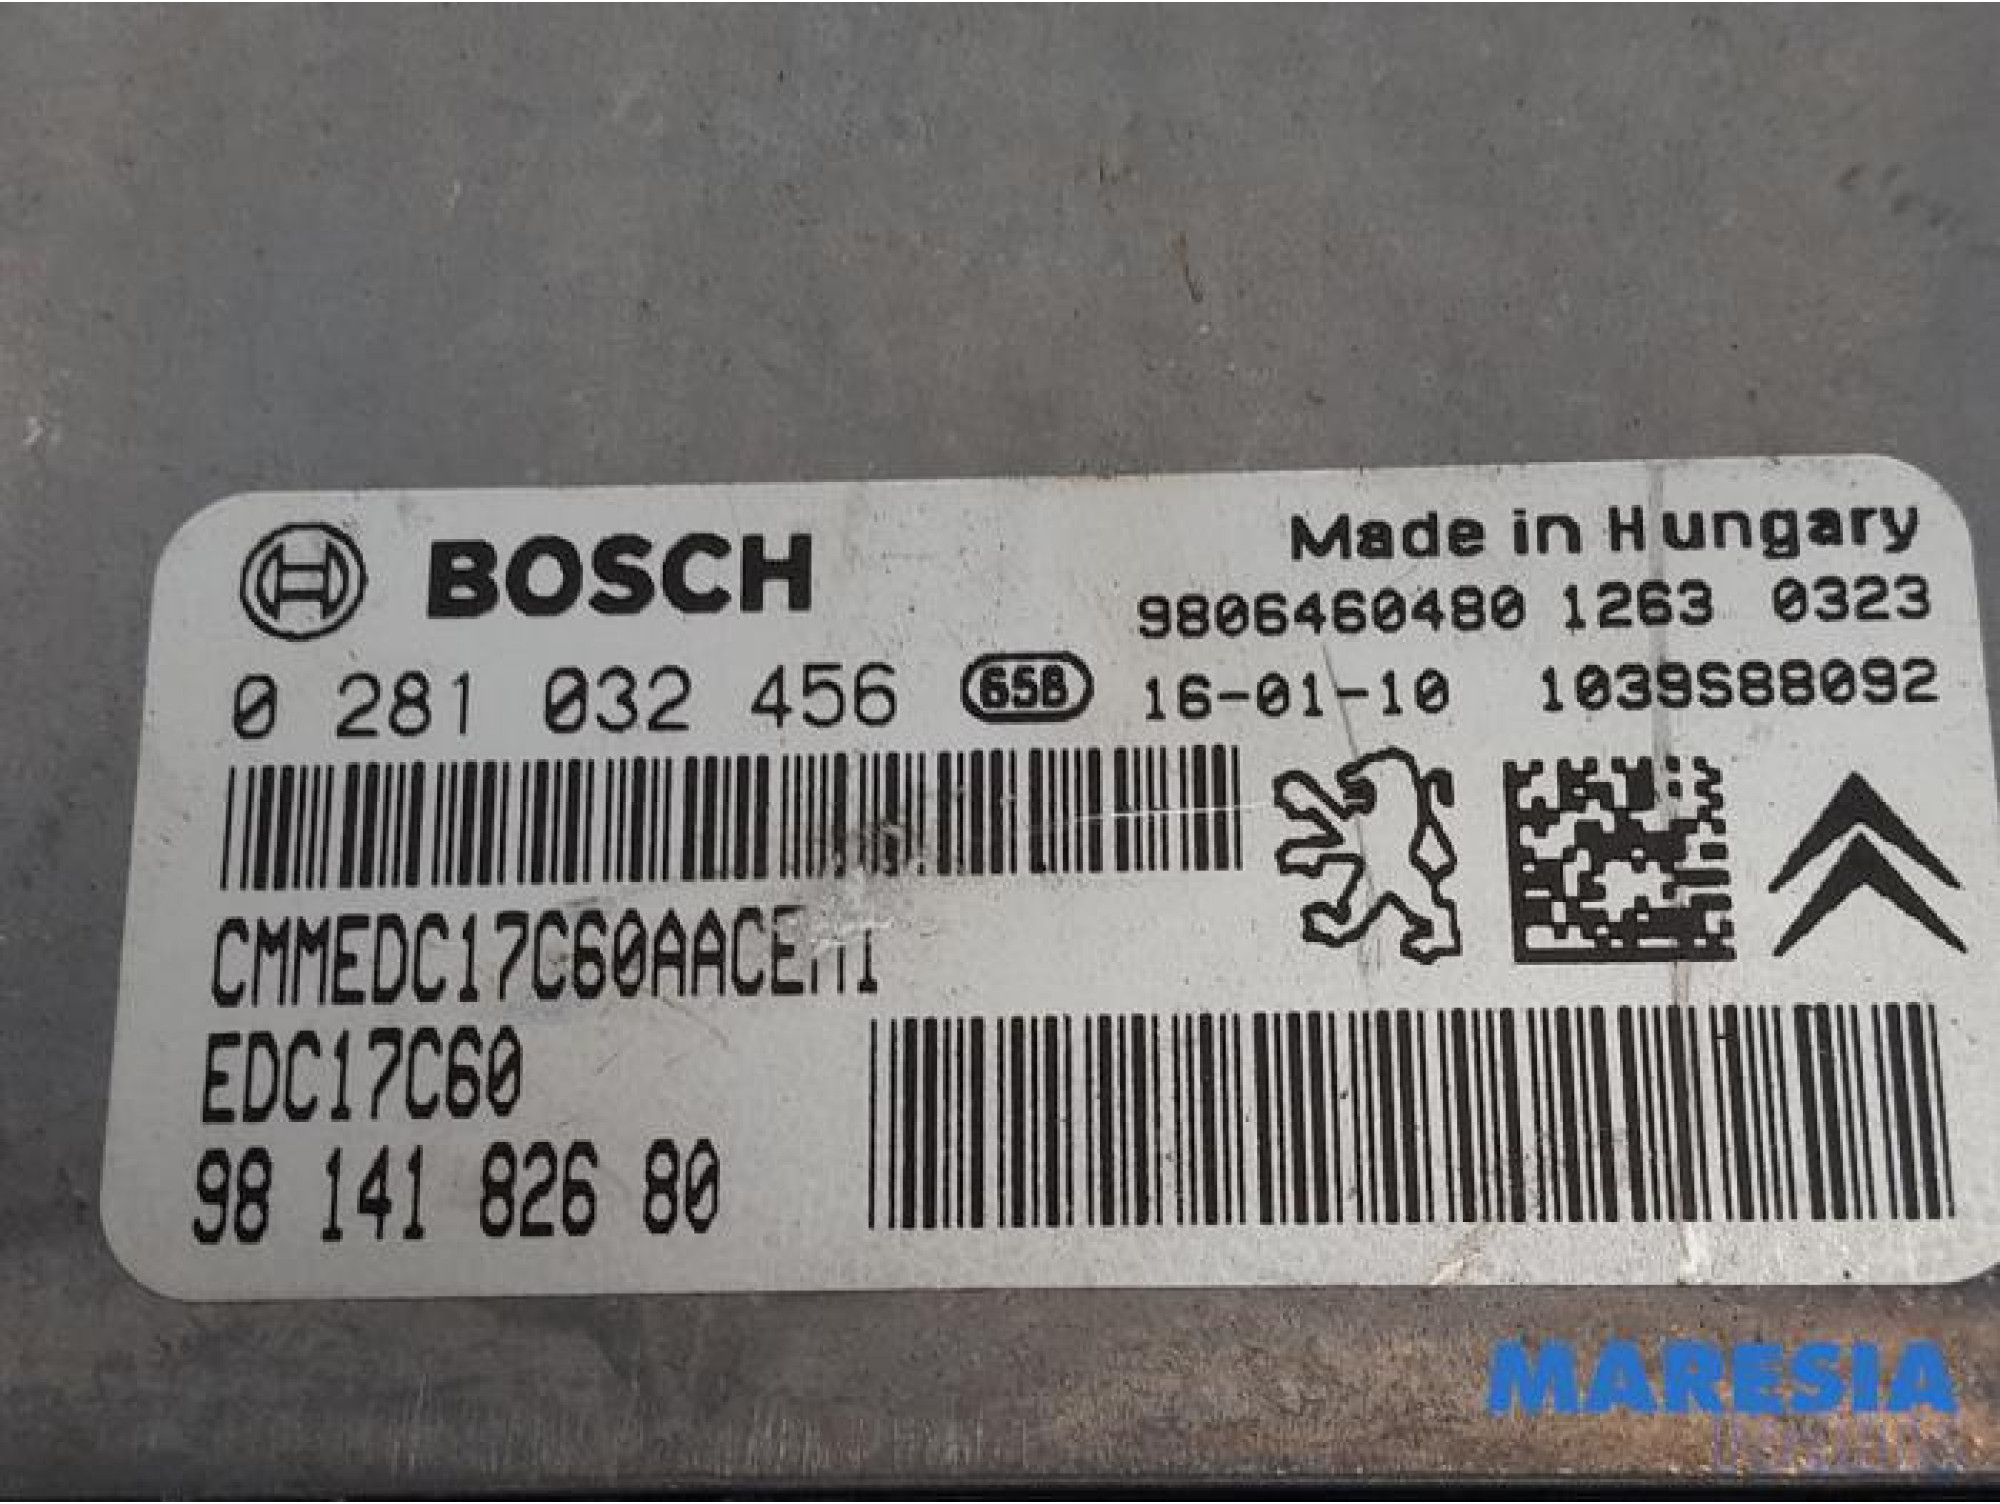 BOSCH
Made in Hungary
9806460480 1263 0323
0 281 032 456 65B 16-01-10 1039S88092
EDC17C60
98 141 826 80
MARESIA